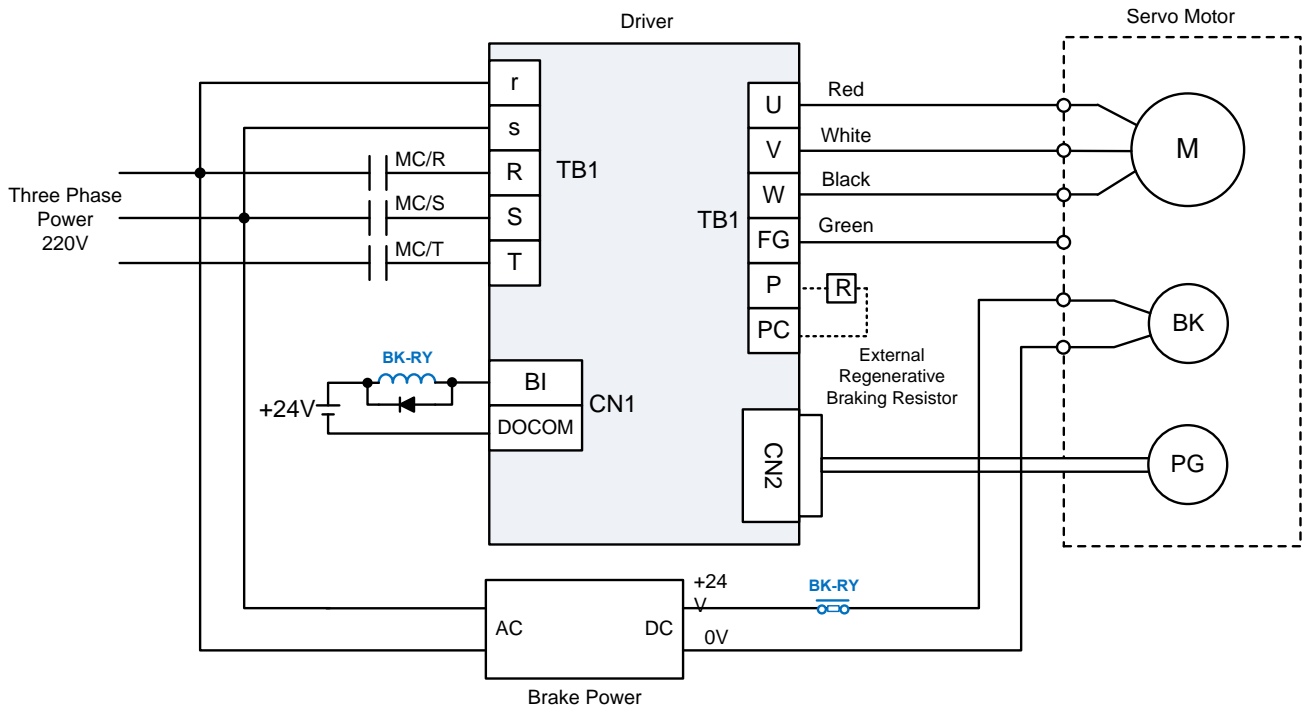 Driver
Servo Motor
r
s
R
S
T
MC/R
MC/S
MC/T
TB1
Three Phase
Power
220V
U
V
W
FG
P
PC
TB1
Red
White
Black
Green
R
External
Regenerative
Braking Resistor
M
BK
PG
BK-RY
+24V
BI
DOCOM
CN1
CN2
AC
DC
+24
V
0V
BK-RY
Brake Power